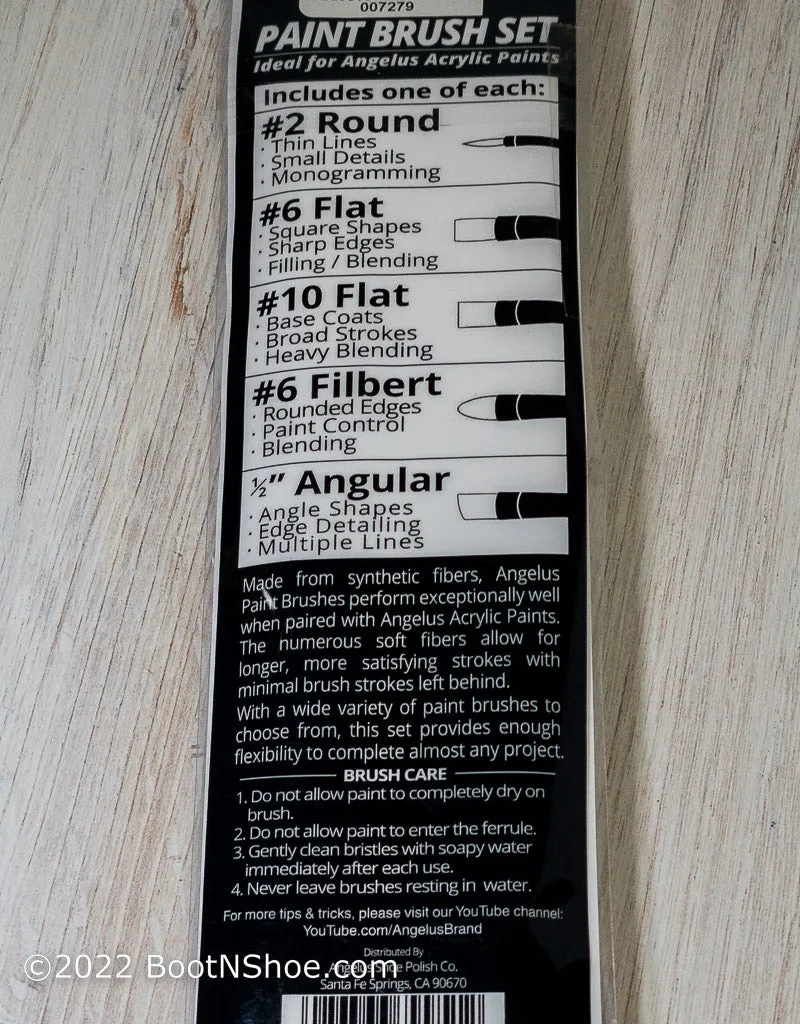 007279
PAINT BRUSH SET
Ideal for Angelus Acrylic Paints
Includes one of each:
#2 Round
· Thin Lines
· Small Details
· Monogramming
#6 Flat
· Square Shapes
· Sharp Edges
· Filling / Blending
#10 Flat
· Base Coats
· Broad Strokes
· Heavy Blending
#6 Filbert
· Rounded Edges
· Paint Control
· Blending
½” Angular
· Angle Shapes
· Edge Detailing
· Multiple Lines
Made from synthetic fibers, Angelus
Paint Brushes perform exceptionally well
when paired with Angelus Acrylic Paints.
The numerous soft fibers allow for
longer, more satisfying strokes with
minimal brush strokes left behind.
With a wide variety of paint brushes to
choose from, this set provides enough
flexibility to complete almost any project.
BRUSH CARE
1. Do not allow paint to completely dry on
brush.
2. Do not allow paint to enter the ferrule.
3. Gently clean bristles with soapy water
immediately after each use.
4. Never leave brushes resting in water.
For more tips & tricks, please visit our YouTube channel:
YouTube.com/AngelusBrand
Distributed By
Angelus Shoe Polish Co.
Santa Fe Springs, CA 90670
©2022 BootNShoe.com